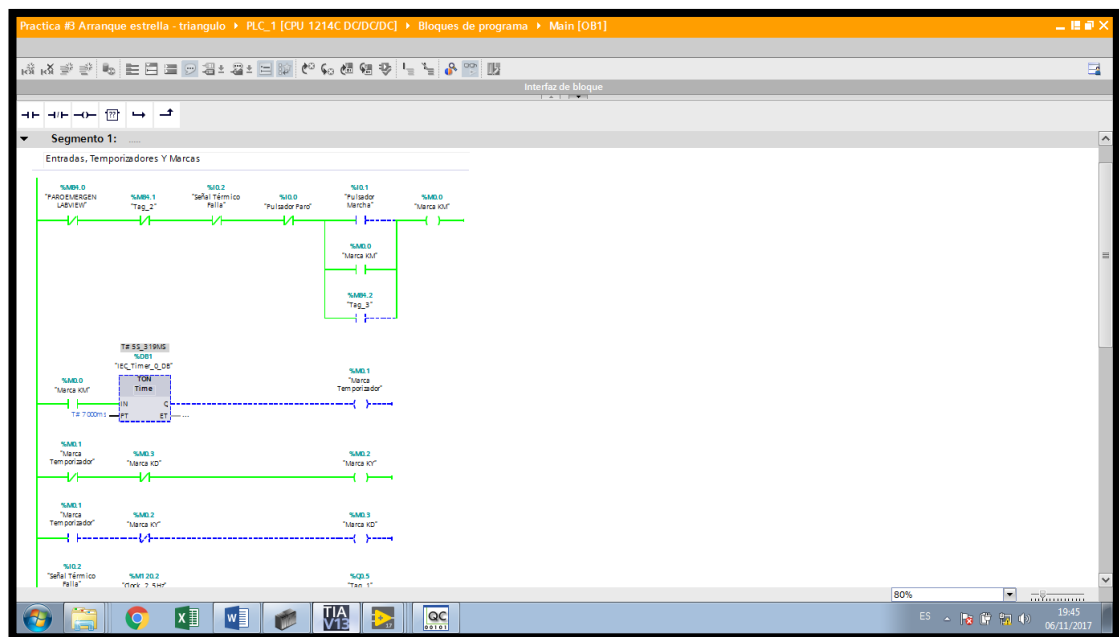 Practica #3 Arranque estrella - triangulo ▸ PLC_1 [CPU 1214C DC/DC/DC] ▸ Bloques de programa ▸ Main [OB1]
Interfaz de bloque
??
Segmento 1: .....
Entradas, Temporizadores Y Marcas
%M84.0 %M84.1 %I0.2 %I0.0 %I0.1 %M0.0
"PAROEMERGEN LABVIEW" "Tag_2" "Señal Térmico Falla" "Pulsador Paro" "Pulsador Marcha" "Marca KM"
%M0.0
"Marca KM"
%M84.2
"Tag_3"
T# 5S_319MS
%DB1
"IEC_Timer_0_DB"
%M0.0 TON %M0.1
"Marca KM" Time "Marca Temporizador"
IN Q
T# 7000ms PT ET ...
%M0.1 %M0.3 %M0.2
"Marca Temporizador" "Marca KD" "Marca KY"
%M0.1 %M0.2 %M0.3
"Marca Temporizador" "Marca KY" "Marca KD"
%I0.2 %M120.2 %Q0.5
"Señal Térmico Falla" "Clock_2.5Hz" "Tag_1"
80%
TIA V13
QC
ES 19:45
06/11/2017